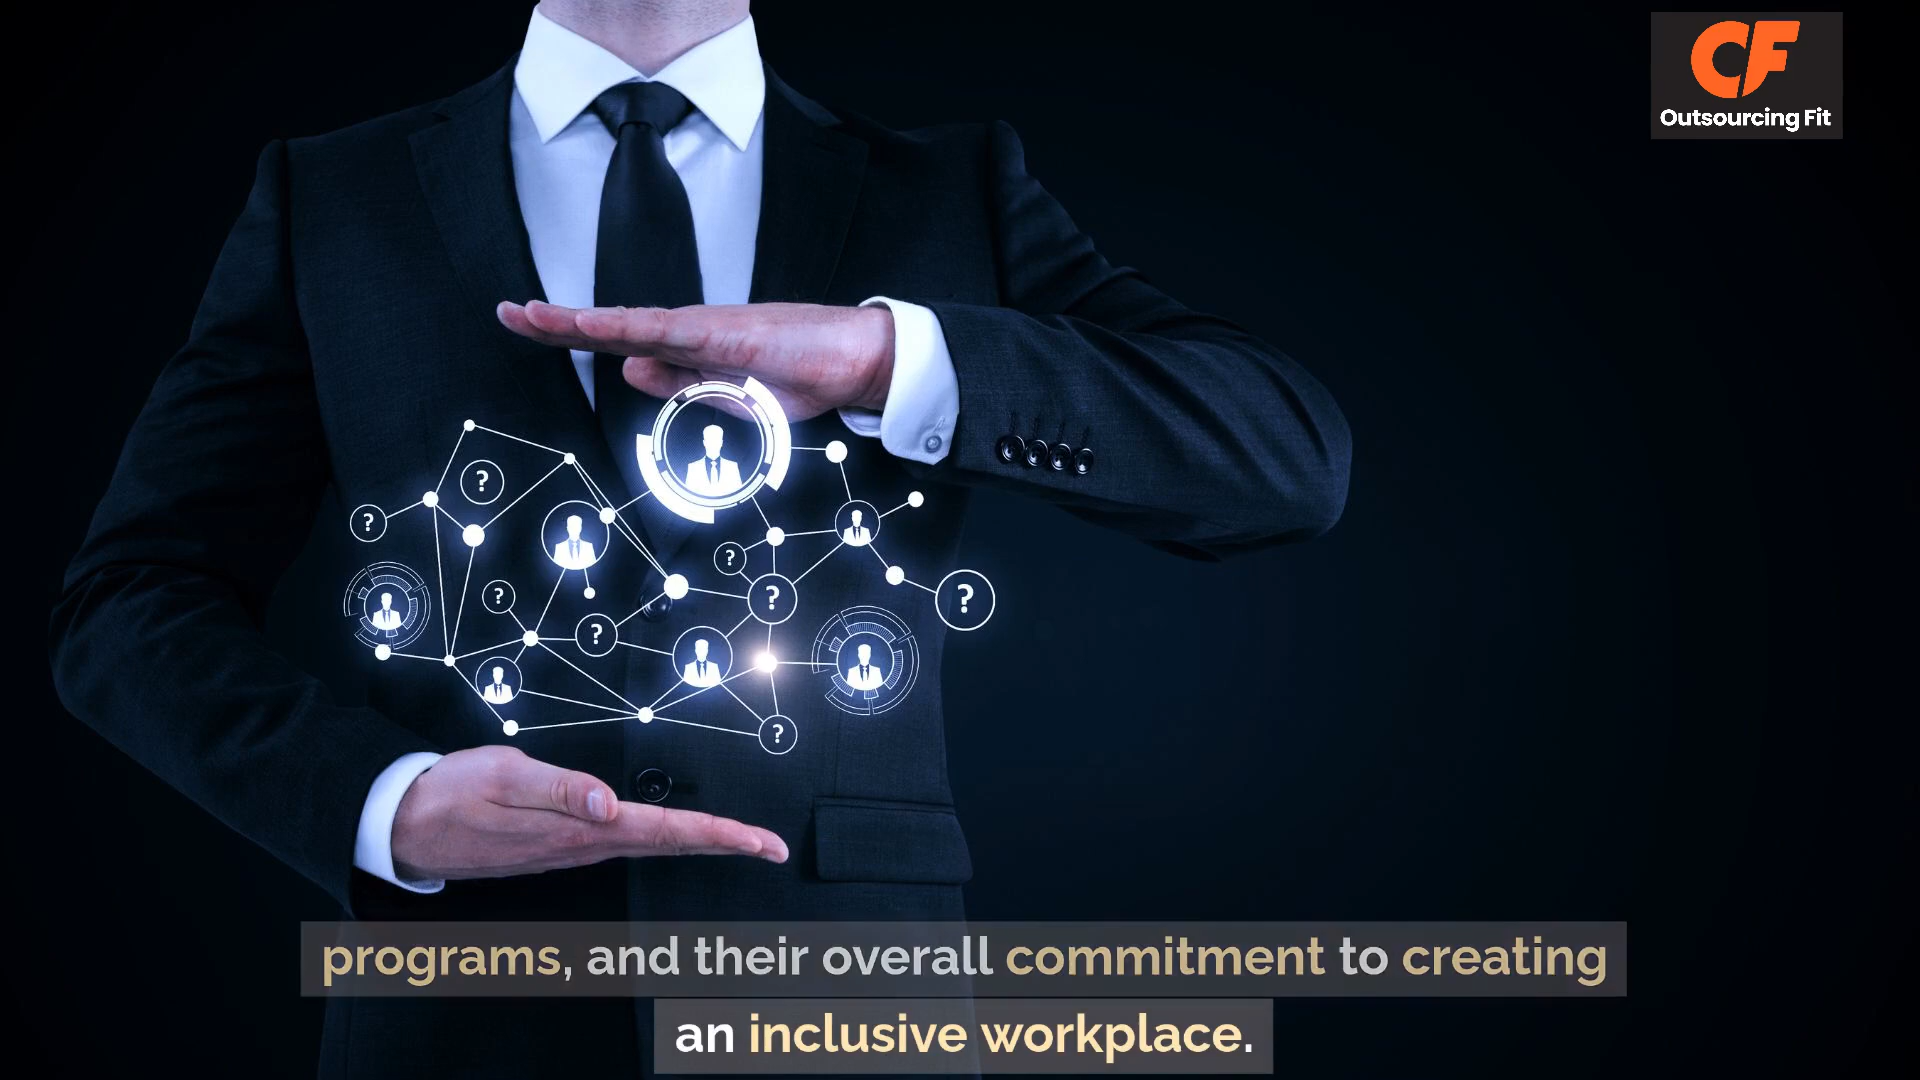 CF
Outsourcing Fit
?
?
?
?
?
?
?
?
programs, and their overall commitment to creating
an inclusive workplace.